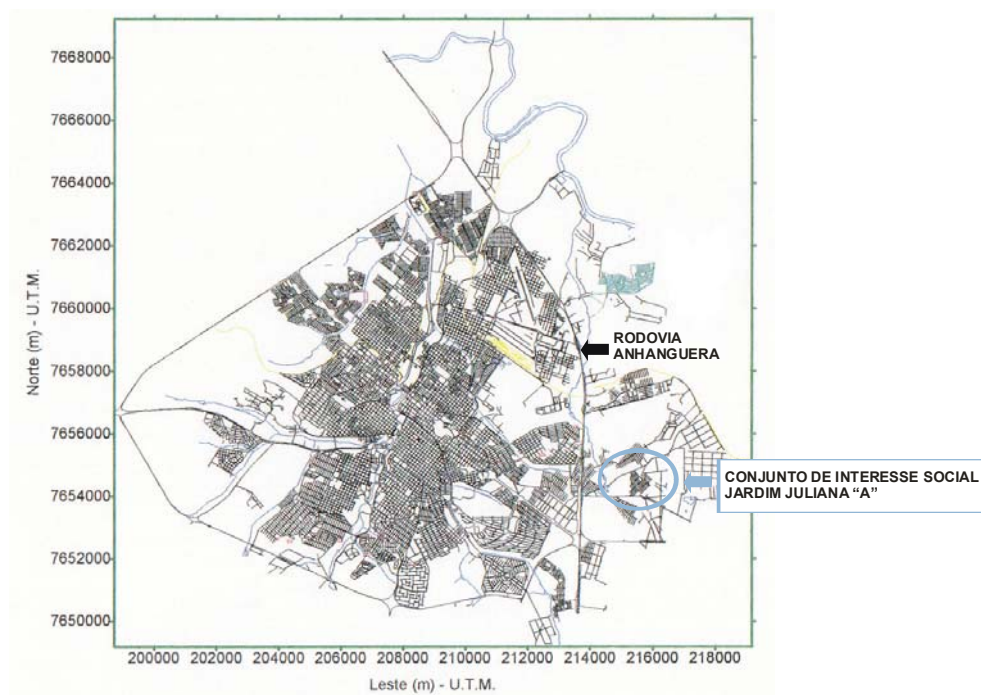 7668000
7666000
7664000
7662000
7660000
7658000
7656000
7654000
7652000
7650000
Norte (m) - U.T.M.
RODOVIA
ANHANGUERA
CONJUNTO DE INTERESSE SOCIAL
JARDIM JULIANA “A”
200000 202000 204000 206000 208000 210000 212000 214000 216000 218000
Leste (m) - U.T.M.